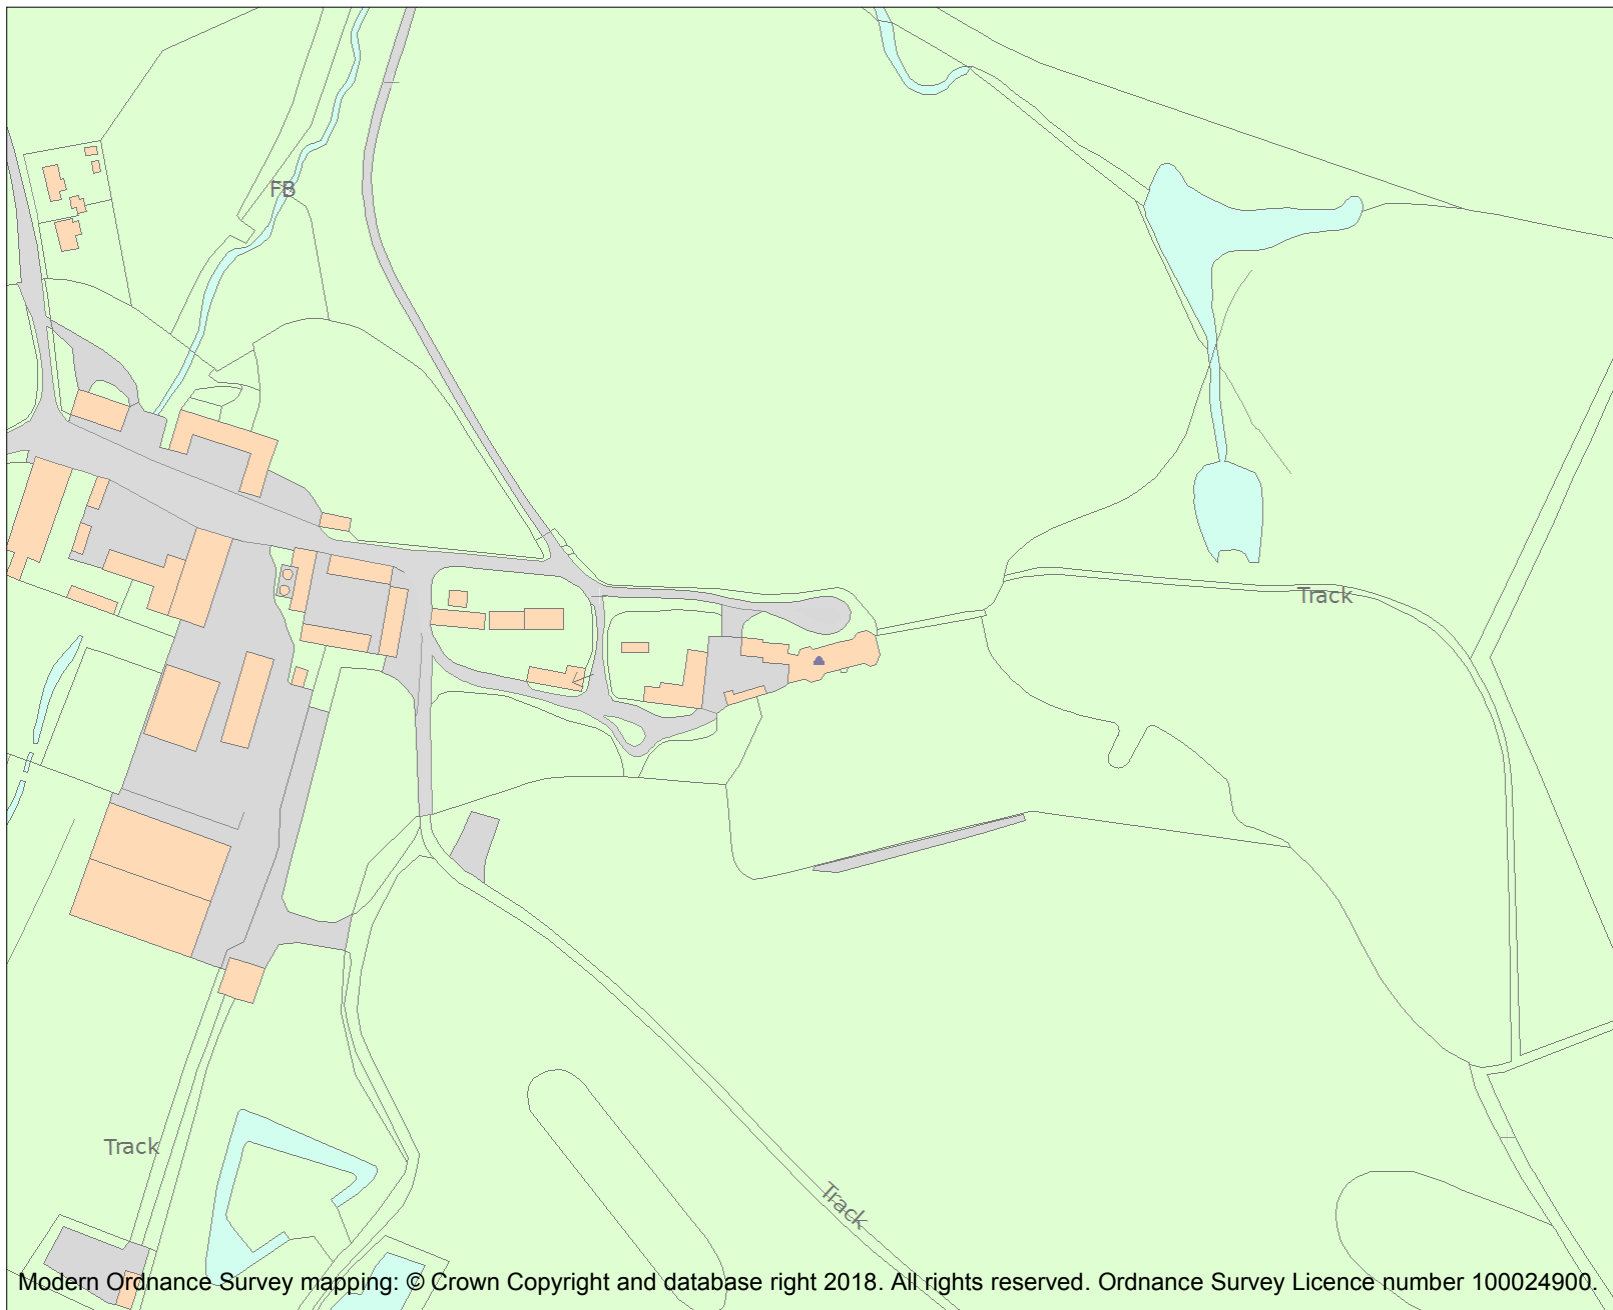 FB
Track
Track
Track
Modern Ordnance Survey mapping: © Crown Copyright and database right 2018. All rights reserved. Ordnance Survey Licence number 100024900.